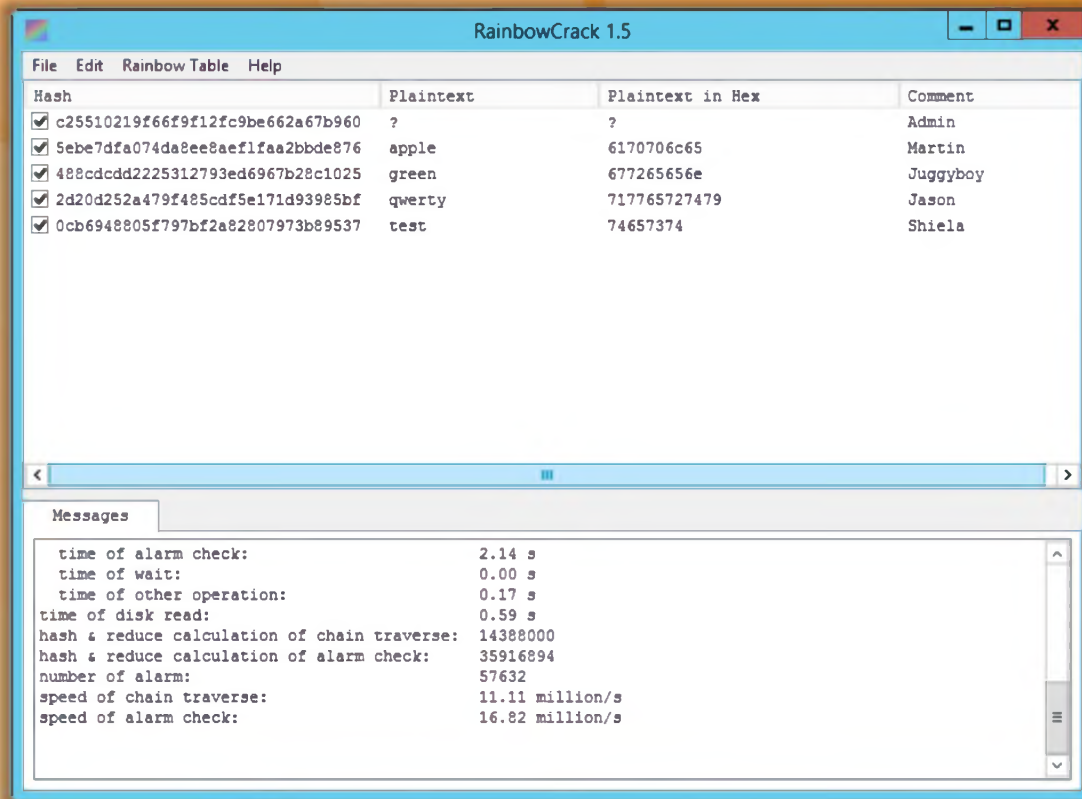 RainbowCrack 1.5
File Edit Rainbow Table Help
Hash Plaintext Plaintext in Hex Comment
c25510219f66f9f12fc9be662a67b960 ? ? Admin
5ebe7dfa074da8ee8aef1faa2bbde876 apple 6170706c65 Martin
488cdcdd2225312793ed6967b28c1025 green 677265656e Juggyboy
2d20d252a479f485cdf5e171d93985bf qwerty 717765727479 Jason
0cb6948805f797bf2a82807973b89537 test 74657374 Shiela
Messages
time of alarm check: 2.14 s
time of wait: 0.00 s
time of other operation: 0.17 s
time of disk read: 0.59 s
hash & reduce calculation of chain traverse: 14388000
hash & reduce calculation of alarm check: 35916894
number of alarm: 57632
speed of chain traverse: 11.11 million/s
speed of alarm check: 16.82 million/s